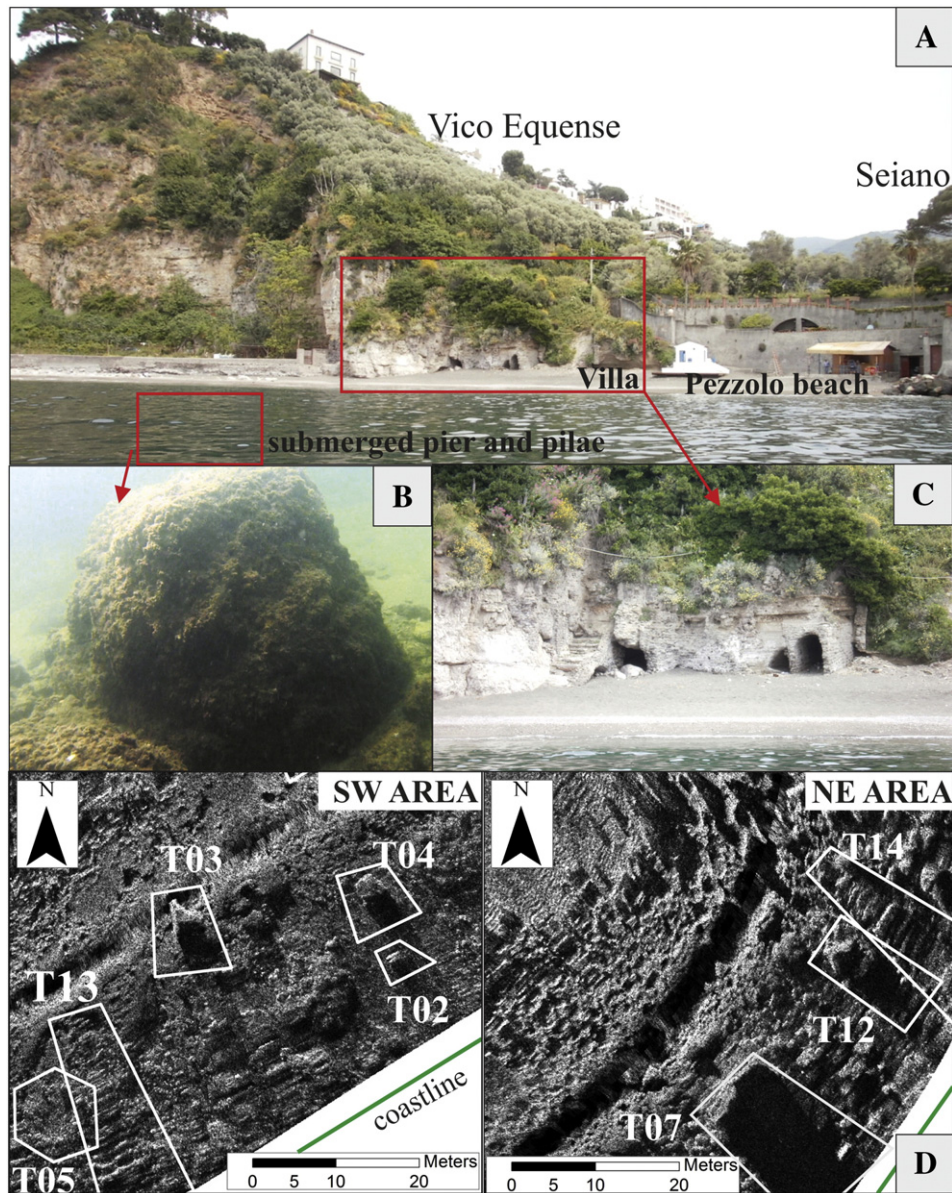 A
Vico Equense
Seiano
Villa
Pezzolo beach
submerged pier and pilae
B
C
N
SW AREA
T03
T04
T02
T13
T05
coastline
Meters
0 5 10 20
N
NE AREA
T14
T12
T07
Meters
0 5 10 20
D